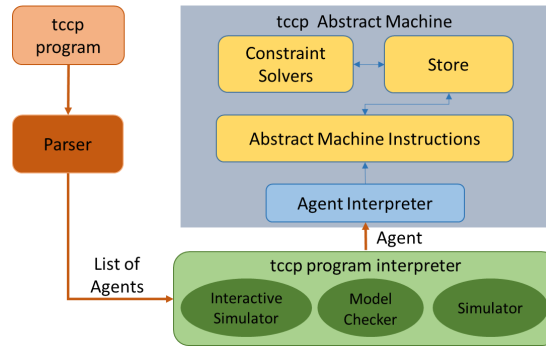 tccp
program
Parser
List of
Agents
tccp Abstract Machine
Constraint
Solvers
Store
Abstract Machine Instructions
Agent Interpreter
Agent
tccp program interpreter
Interactive
Simulator
Model
Checker
Simulator